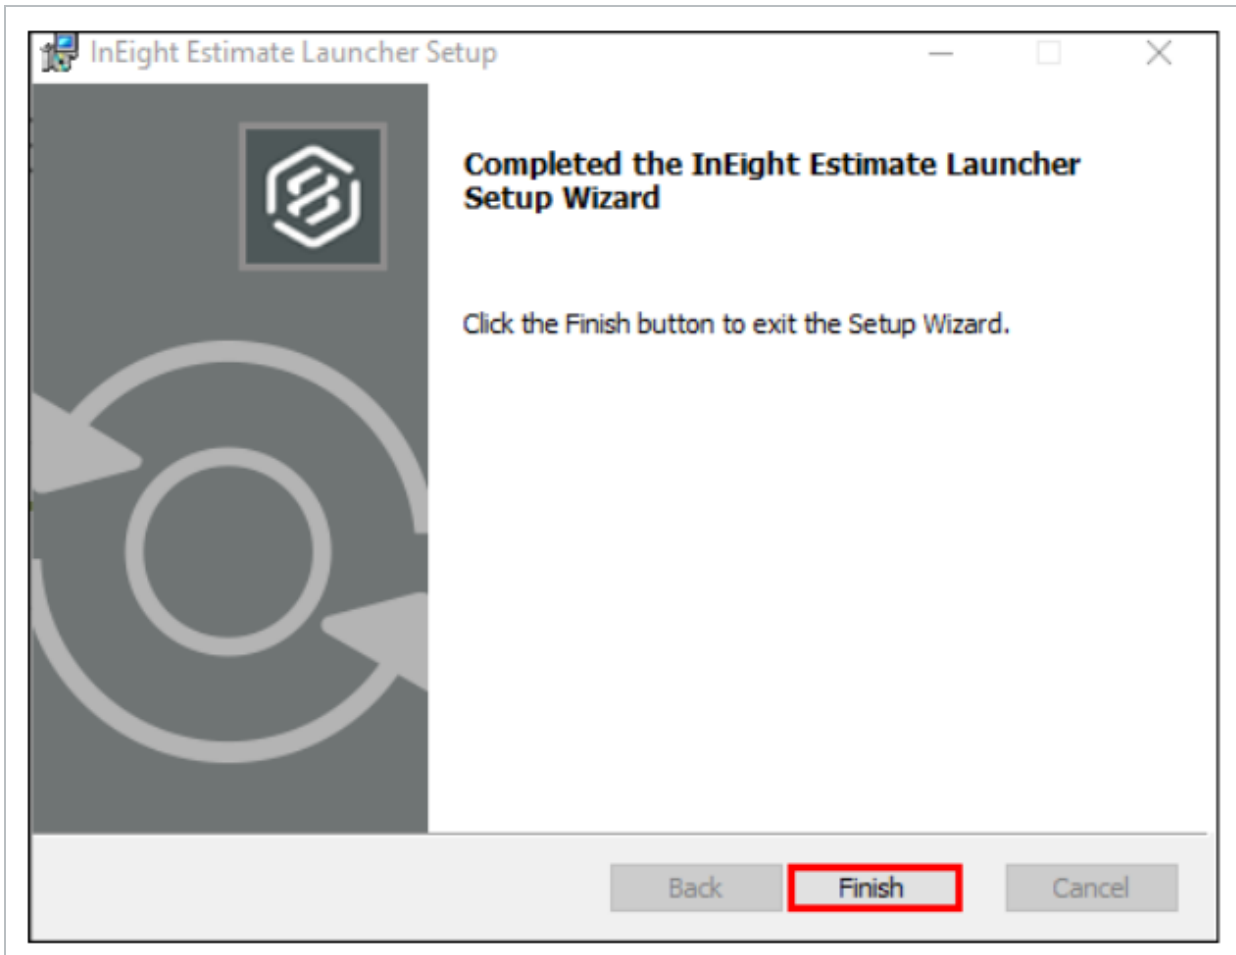 InEight Estimate Launcher Setup
Completed the InEight Estimate Launcher
Setup Wizard
Click the Finish button to exit the Setup Wizard.
Back Finish Cancel